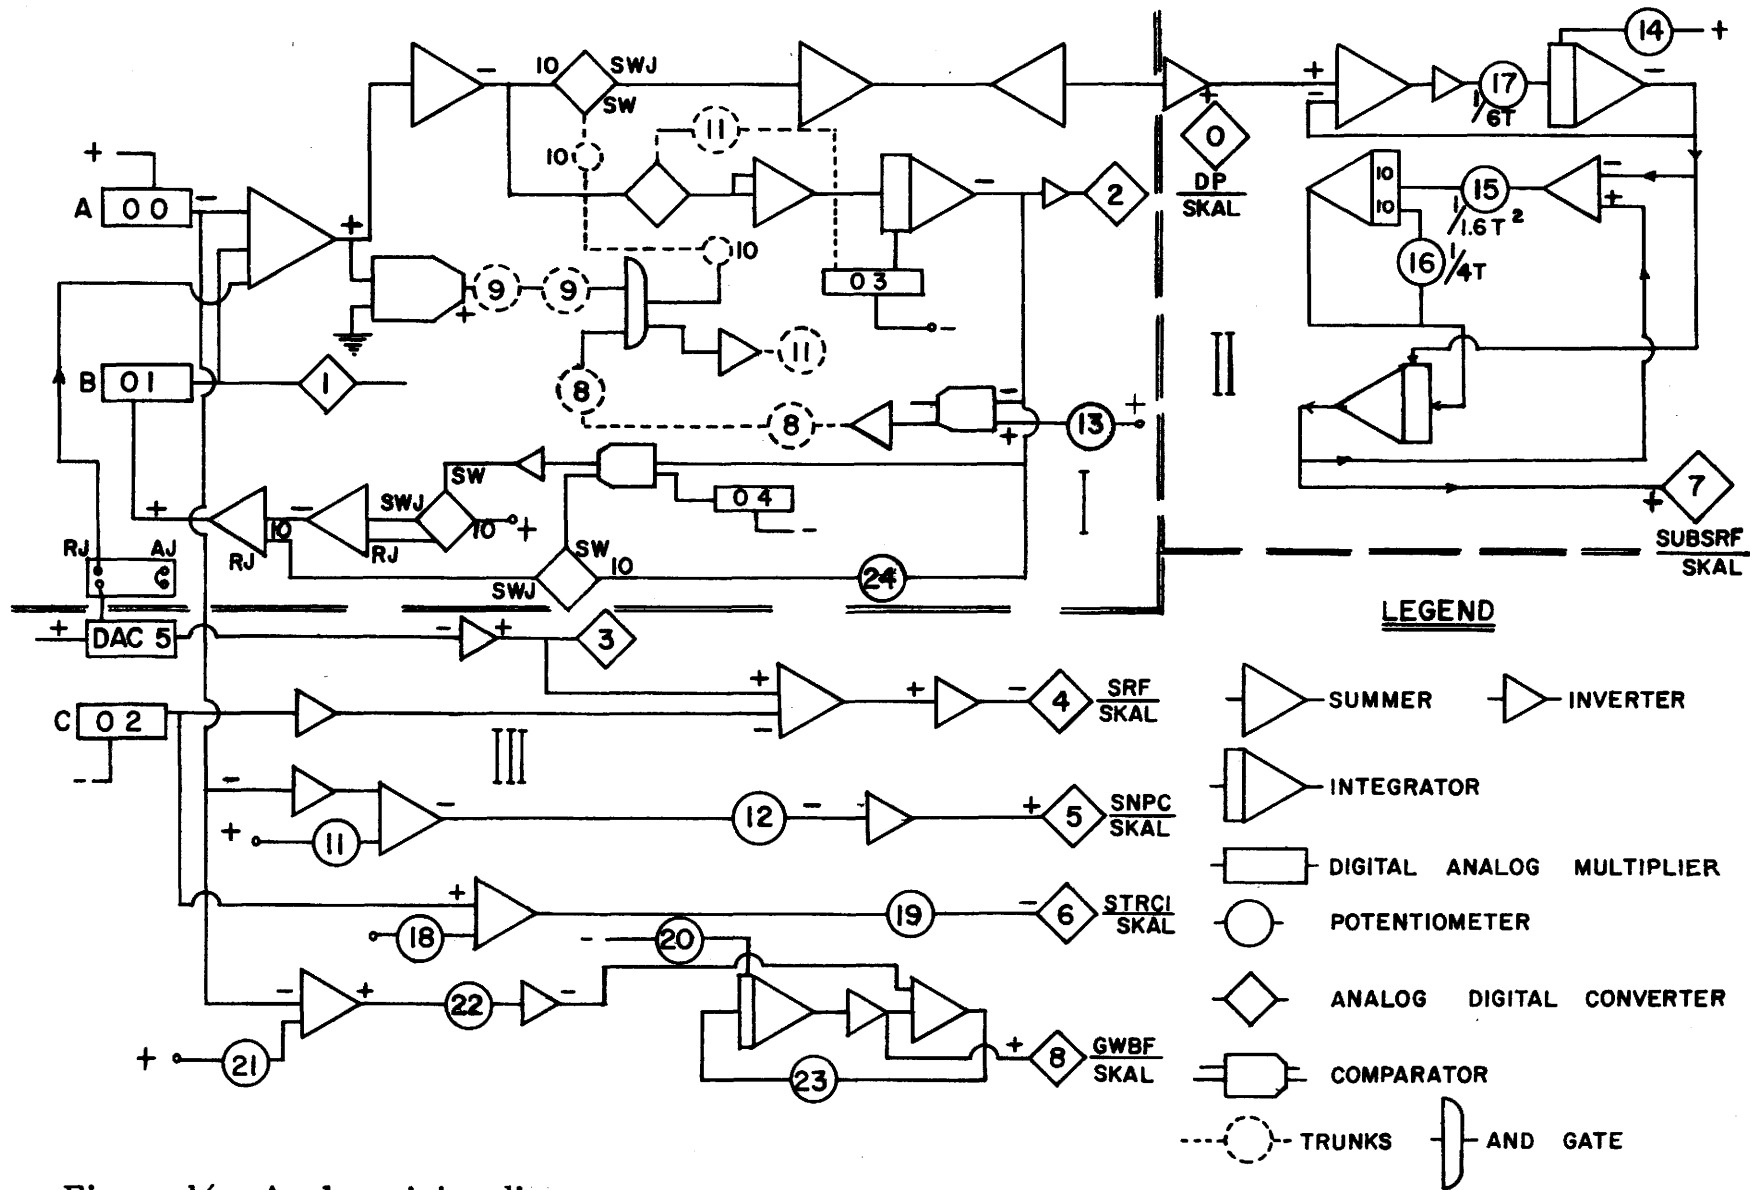 10 SWJ
SW
14 +
+ -
17
1/6T
11
10
+
0
DP
SKAL
+
A 00 -
+
2
10
15
1/1.6T²
10
16 1/4T
10
9 9
+
03
-
11
II
B 01
1
8
8
-
+
13 +
SW
SWJ
10 +
04
-
I
+ - 10
RJ RJ
SW
10
SWJ
24
RJ AJ
7
+
SUBSRF
SKAL
LEGEND
+ DAC 5 - +
3
C 02
-
+
-
+ - 4 SRF
SKAL
SUMMER INVERTER
III
-
+ 11
-
12 - + 5 SNPC
SKAL
INTEGRATOR
DIGITAL ANALOG MULTIPLIER
+
18
19 - 6 STRCI
SKAL
POTENTIOMETER
- 20
- +
22 -
ANALOG DIGITAL CONVERTER
+ 21
23
+ 8 GWBF
SKAL
COMPARATOR
TRUNKS AND GATE